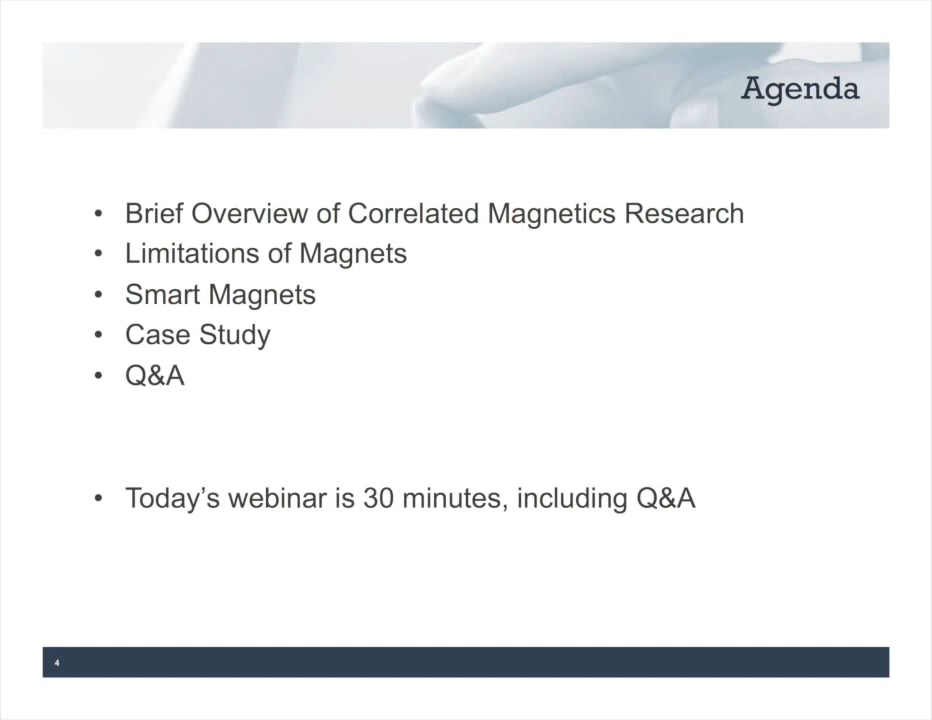 Agenda
• Brief Overview of Correlated Magnetics Research
• Limitations of Magnets
• Smart Magnets
• Case Study
• Q&A
• Today’s webinar is 30 minutes, including Q&A
4